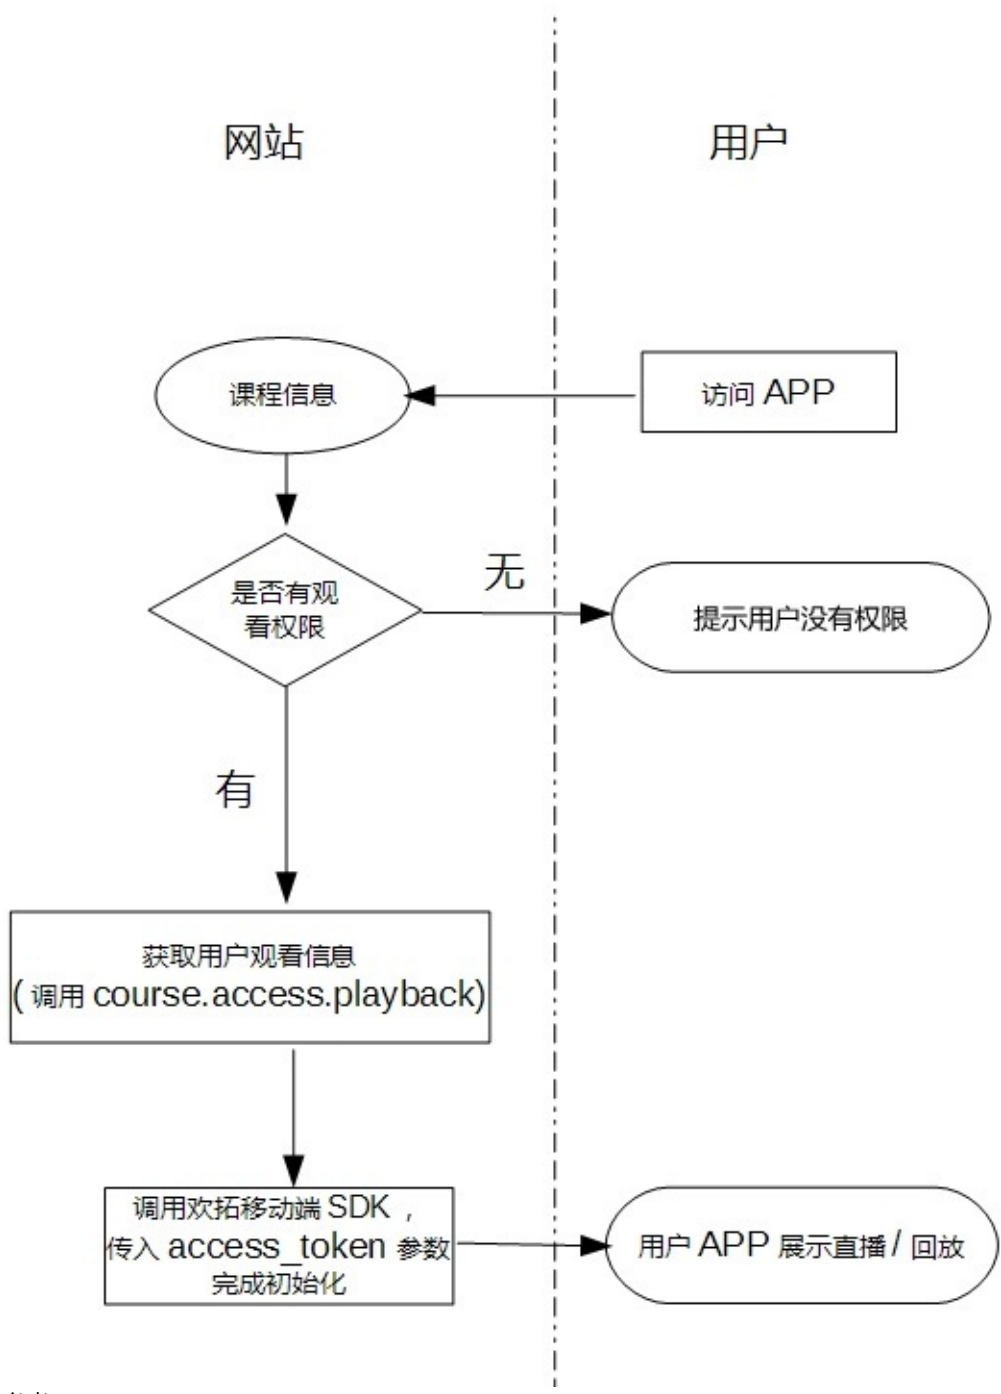 网站
用户
课程信息
访问 APP
是否有观
看权限
无
提示用户没有权限
有
获取用户观看信息
( 调用 course.access.playback)
调用欢拓移动端 SDK，
传入 access_token 参数
完成初始化
用户 APP 展示直播 / 回放